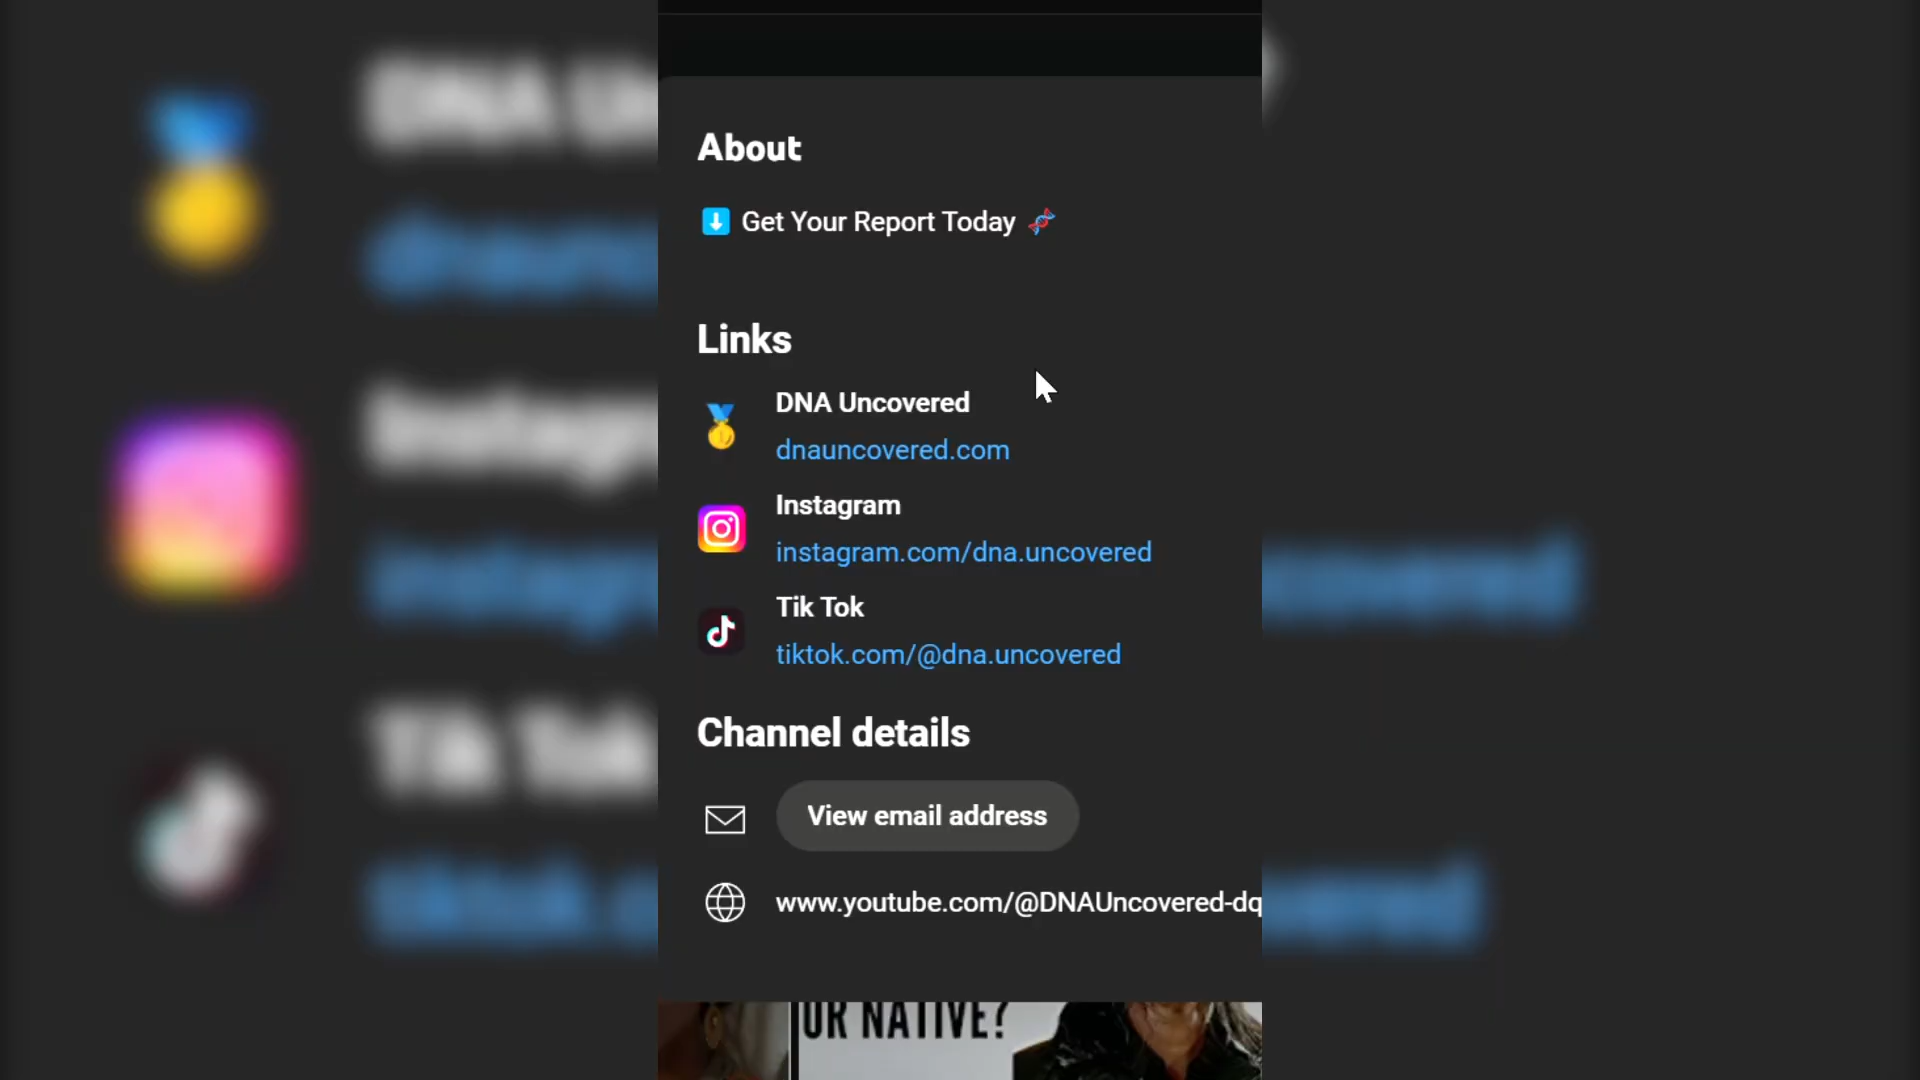 About
Get Your Report Today
Links
DNA Uncovered
dnauncovered.com
Instagram
instagram.com/dna.uncovered
Tik Tok
tiktok.com/@dna.uncovered
Channel details
View email address
www.youtube.com/@DNAUncovered-dq
OR NATIVE?